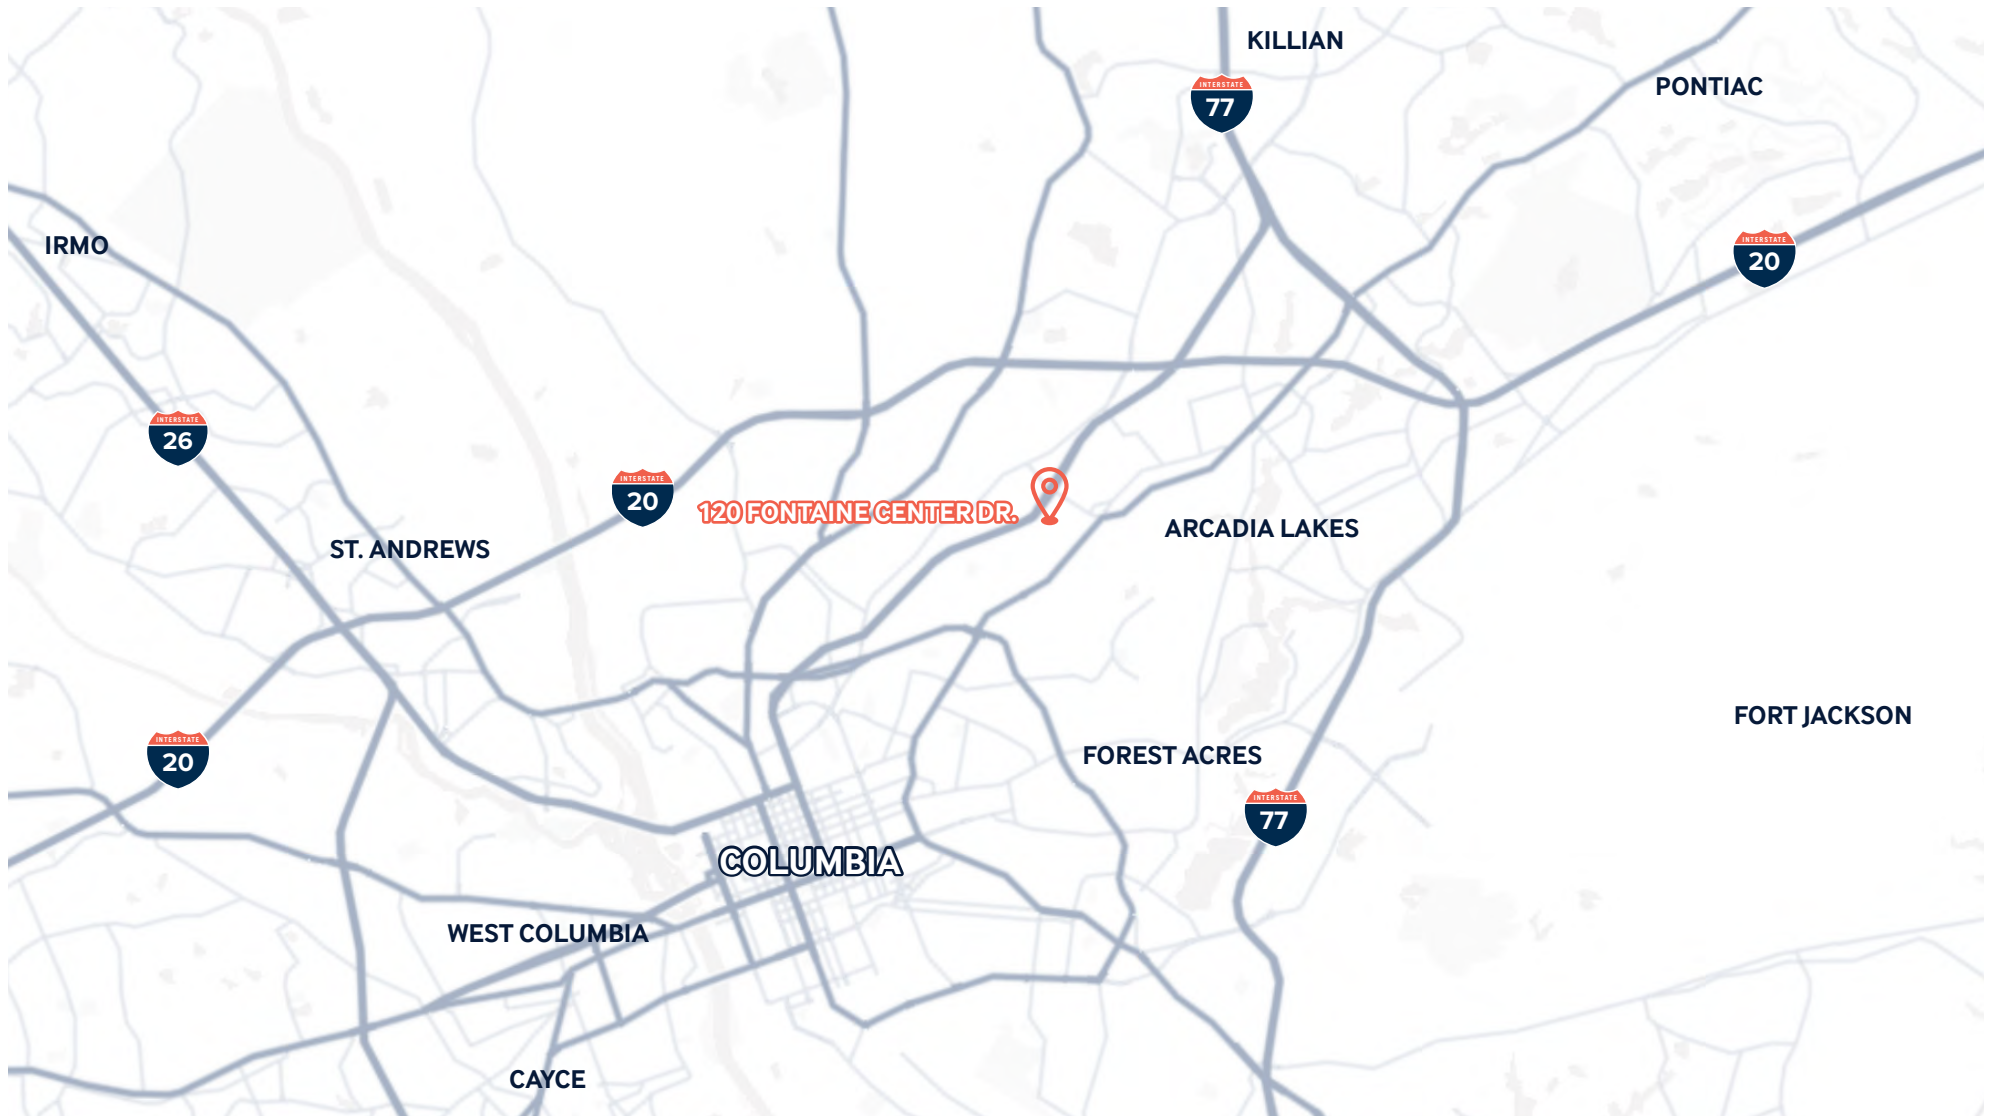 KILLIAN
INTERSTATE
77
PONTIAC
IRMO
INTERSTATE
20
INTERSTATE
26
INTERSTATE
20
120 FONTAINE CENTER DR.
ARCADIA LAKES
ST. ANDREWS
FORT JACKSON
INTERSTATE
20
FOREST ACRES
INTERSTATE
77
COLUMBIA
WEST COLUMBIA
CAYCE